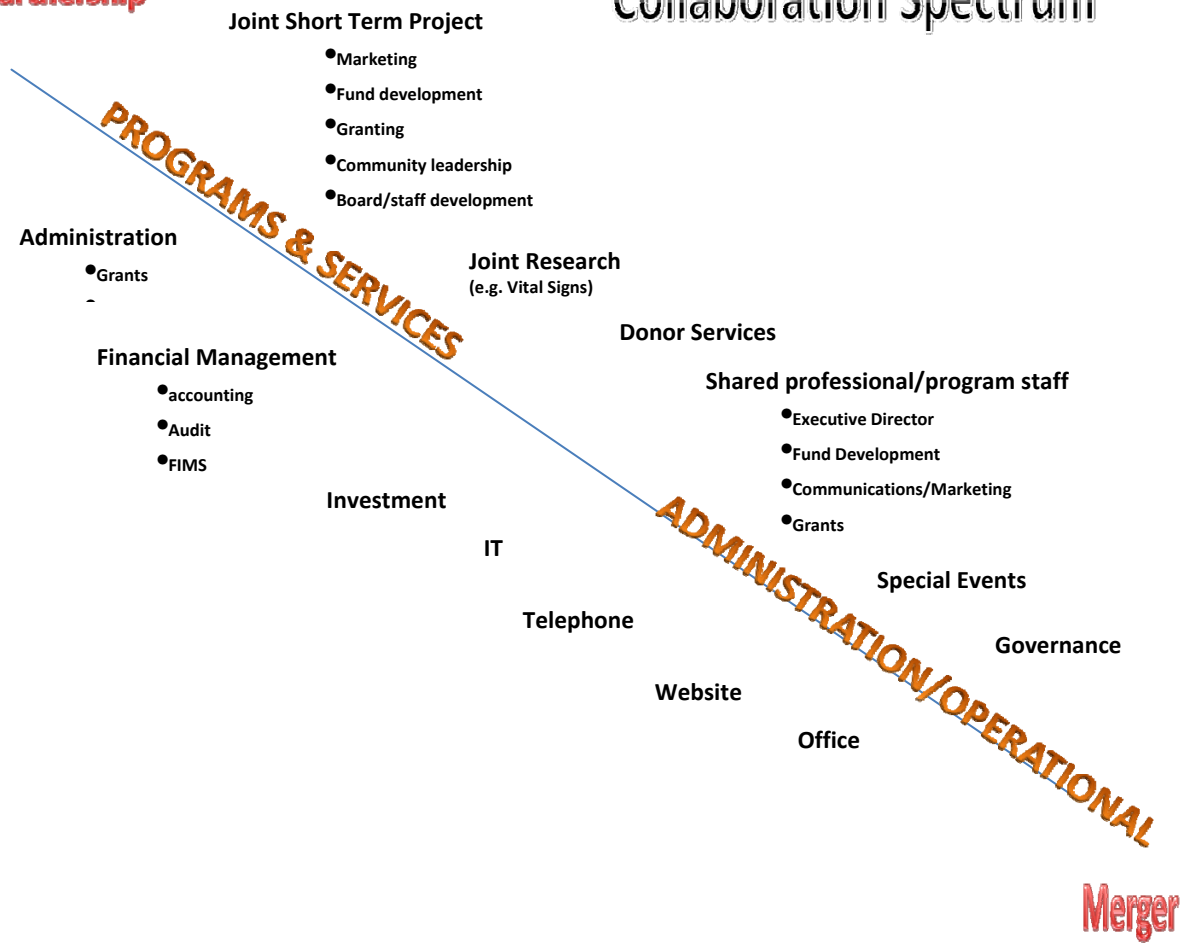 Collaboration Spectrum
Joint Short Term Project
•Marketing
•Fund development
•Granting
•Community leadership
•Board/staff development
PROGRAMS & SERVICES
Administration
•Grants
Joint Research
(e.g. Vital Signs)
Donor Services
Financial Management
•accounting
•Audit
•FIMS
Shared professional/program staff
•Executive Director
•Fund Development
•Communications/Marketing
•Grants
Investment
IT
ADMINISTRATION/OPERATIONAL
Special Events
Telephone
Governance
Website
Office
Merger